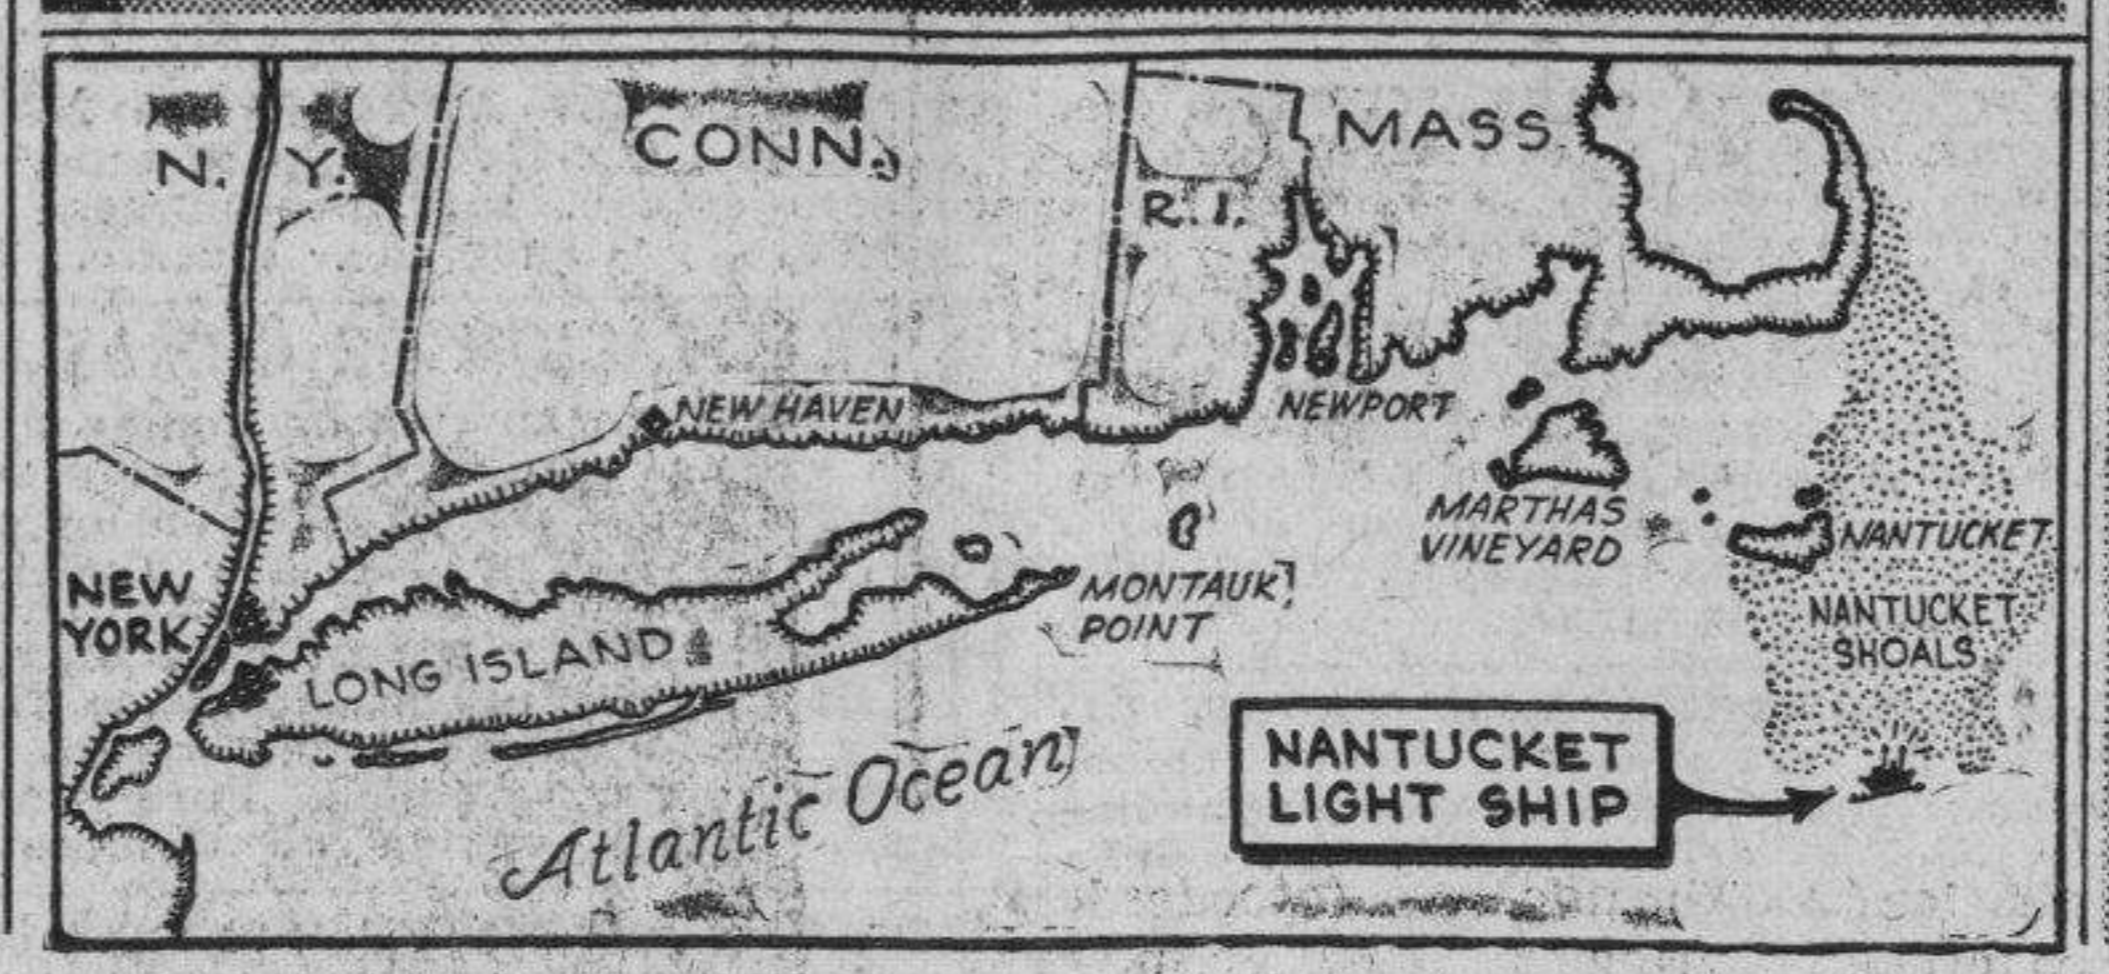 N. Y.
CONN.
MASS.
R. I.
NEW HAVEN
NEWPORT
MARTHAS
VINEYARD
NANTUCKET
NEW
YORK
MONTAUK
POINT
NANTUCKET
SHOALS
LONG ISLAND
NANTUCKET
LIGHT SHIP
Atlantic Ocean